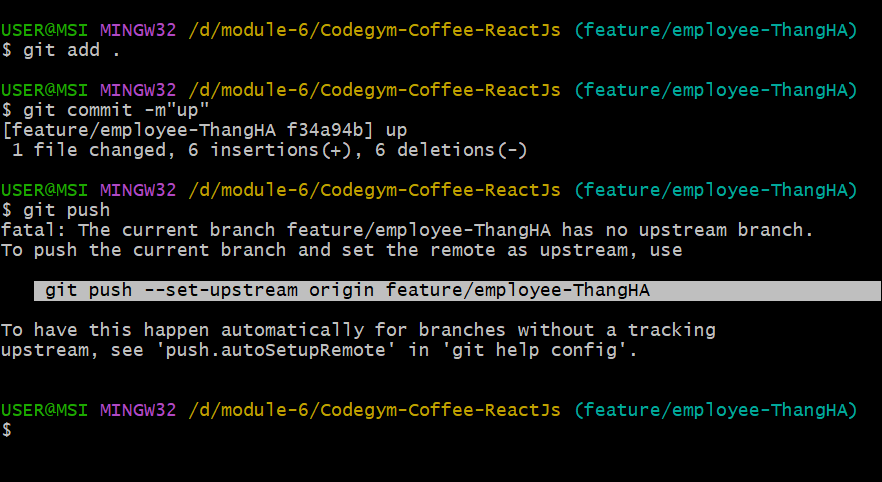 USER@MSI MINGW32 /d/module-6/Codegym-Coffee-ReactJs (feature/employee-ThangHA)
$ git add .
USER@MSI MINGW32 /d/module-6/Codegym-Coffee-ReactJs (feature/employee-ThangHA)
$ git commit -m"up"
[feature/employee-ThangHA f34a94b] up
 1 file changed, 6 insertions(+), 6 deletions(-)
USER@MSI MINGW32 /d/module-6/Codegym-Coffee-ReactJs (feature/employee-ThangHA)
$ git push
fatal: The current branch feature/employee-ThangHA has no upstream branch.
To push the current branch and set the remote as upstream, use
    git push --set-upstream origin feature/employee-ThangHA
To have this happen automatically for branches without a tracking
upstream, see 'push.autoSetupRemote' in 'git help config'.
USER@MSI MINGW32 /d/module-6/Codegym-Coffee-ReactJs (feature/employee-ThangHA)
$